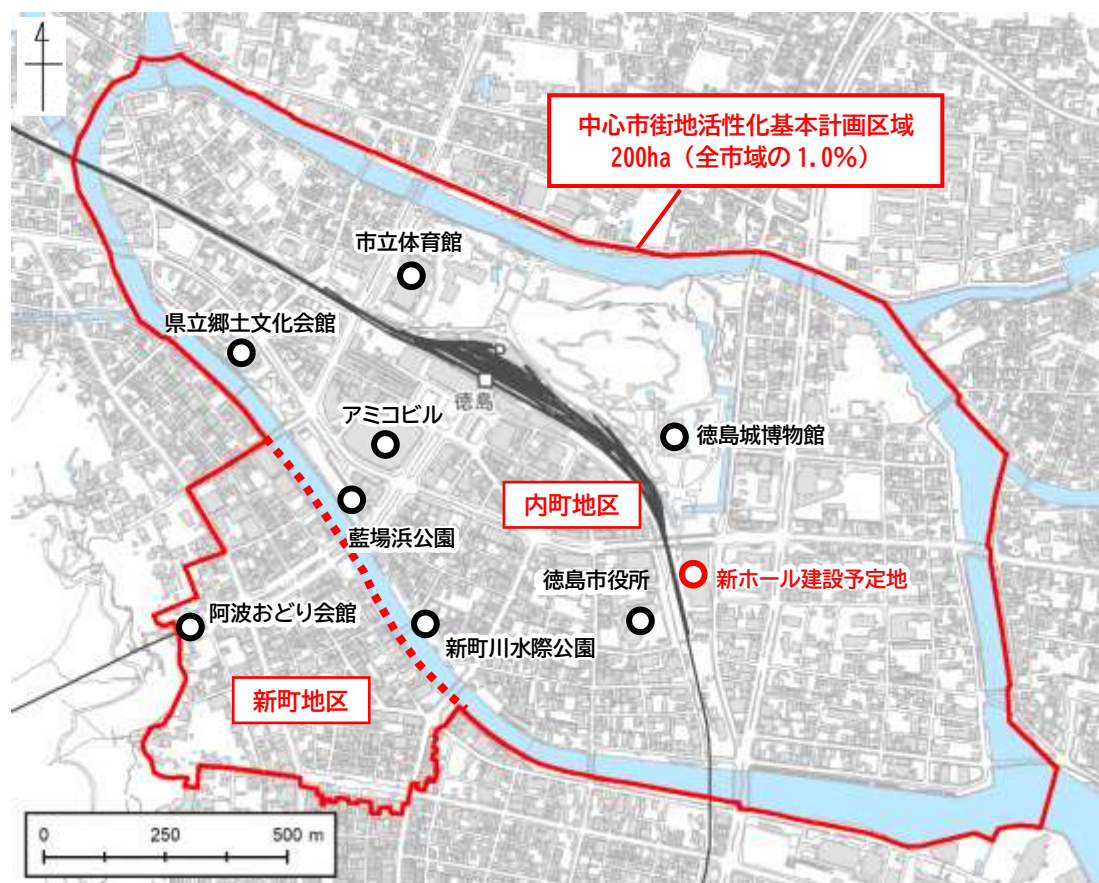 4
中心市街地活性化基本計画区域
200ha（全市域の1.0%）
市立体育館
県立郷土文化会館
徳島
アミコビル
徳島城博物館
内町地区
藍場浜公園
徳島市役所
新ホール建設予定地
阿波おどり会館
新町川水際公園
新町地区
0 250 500 m